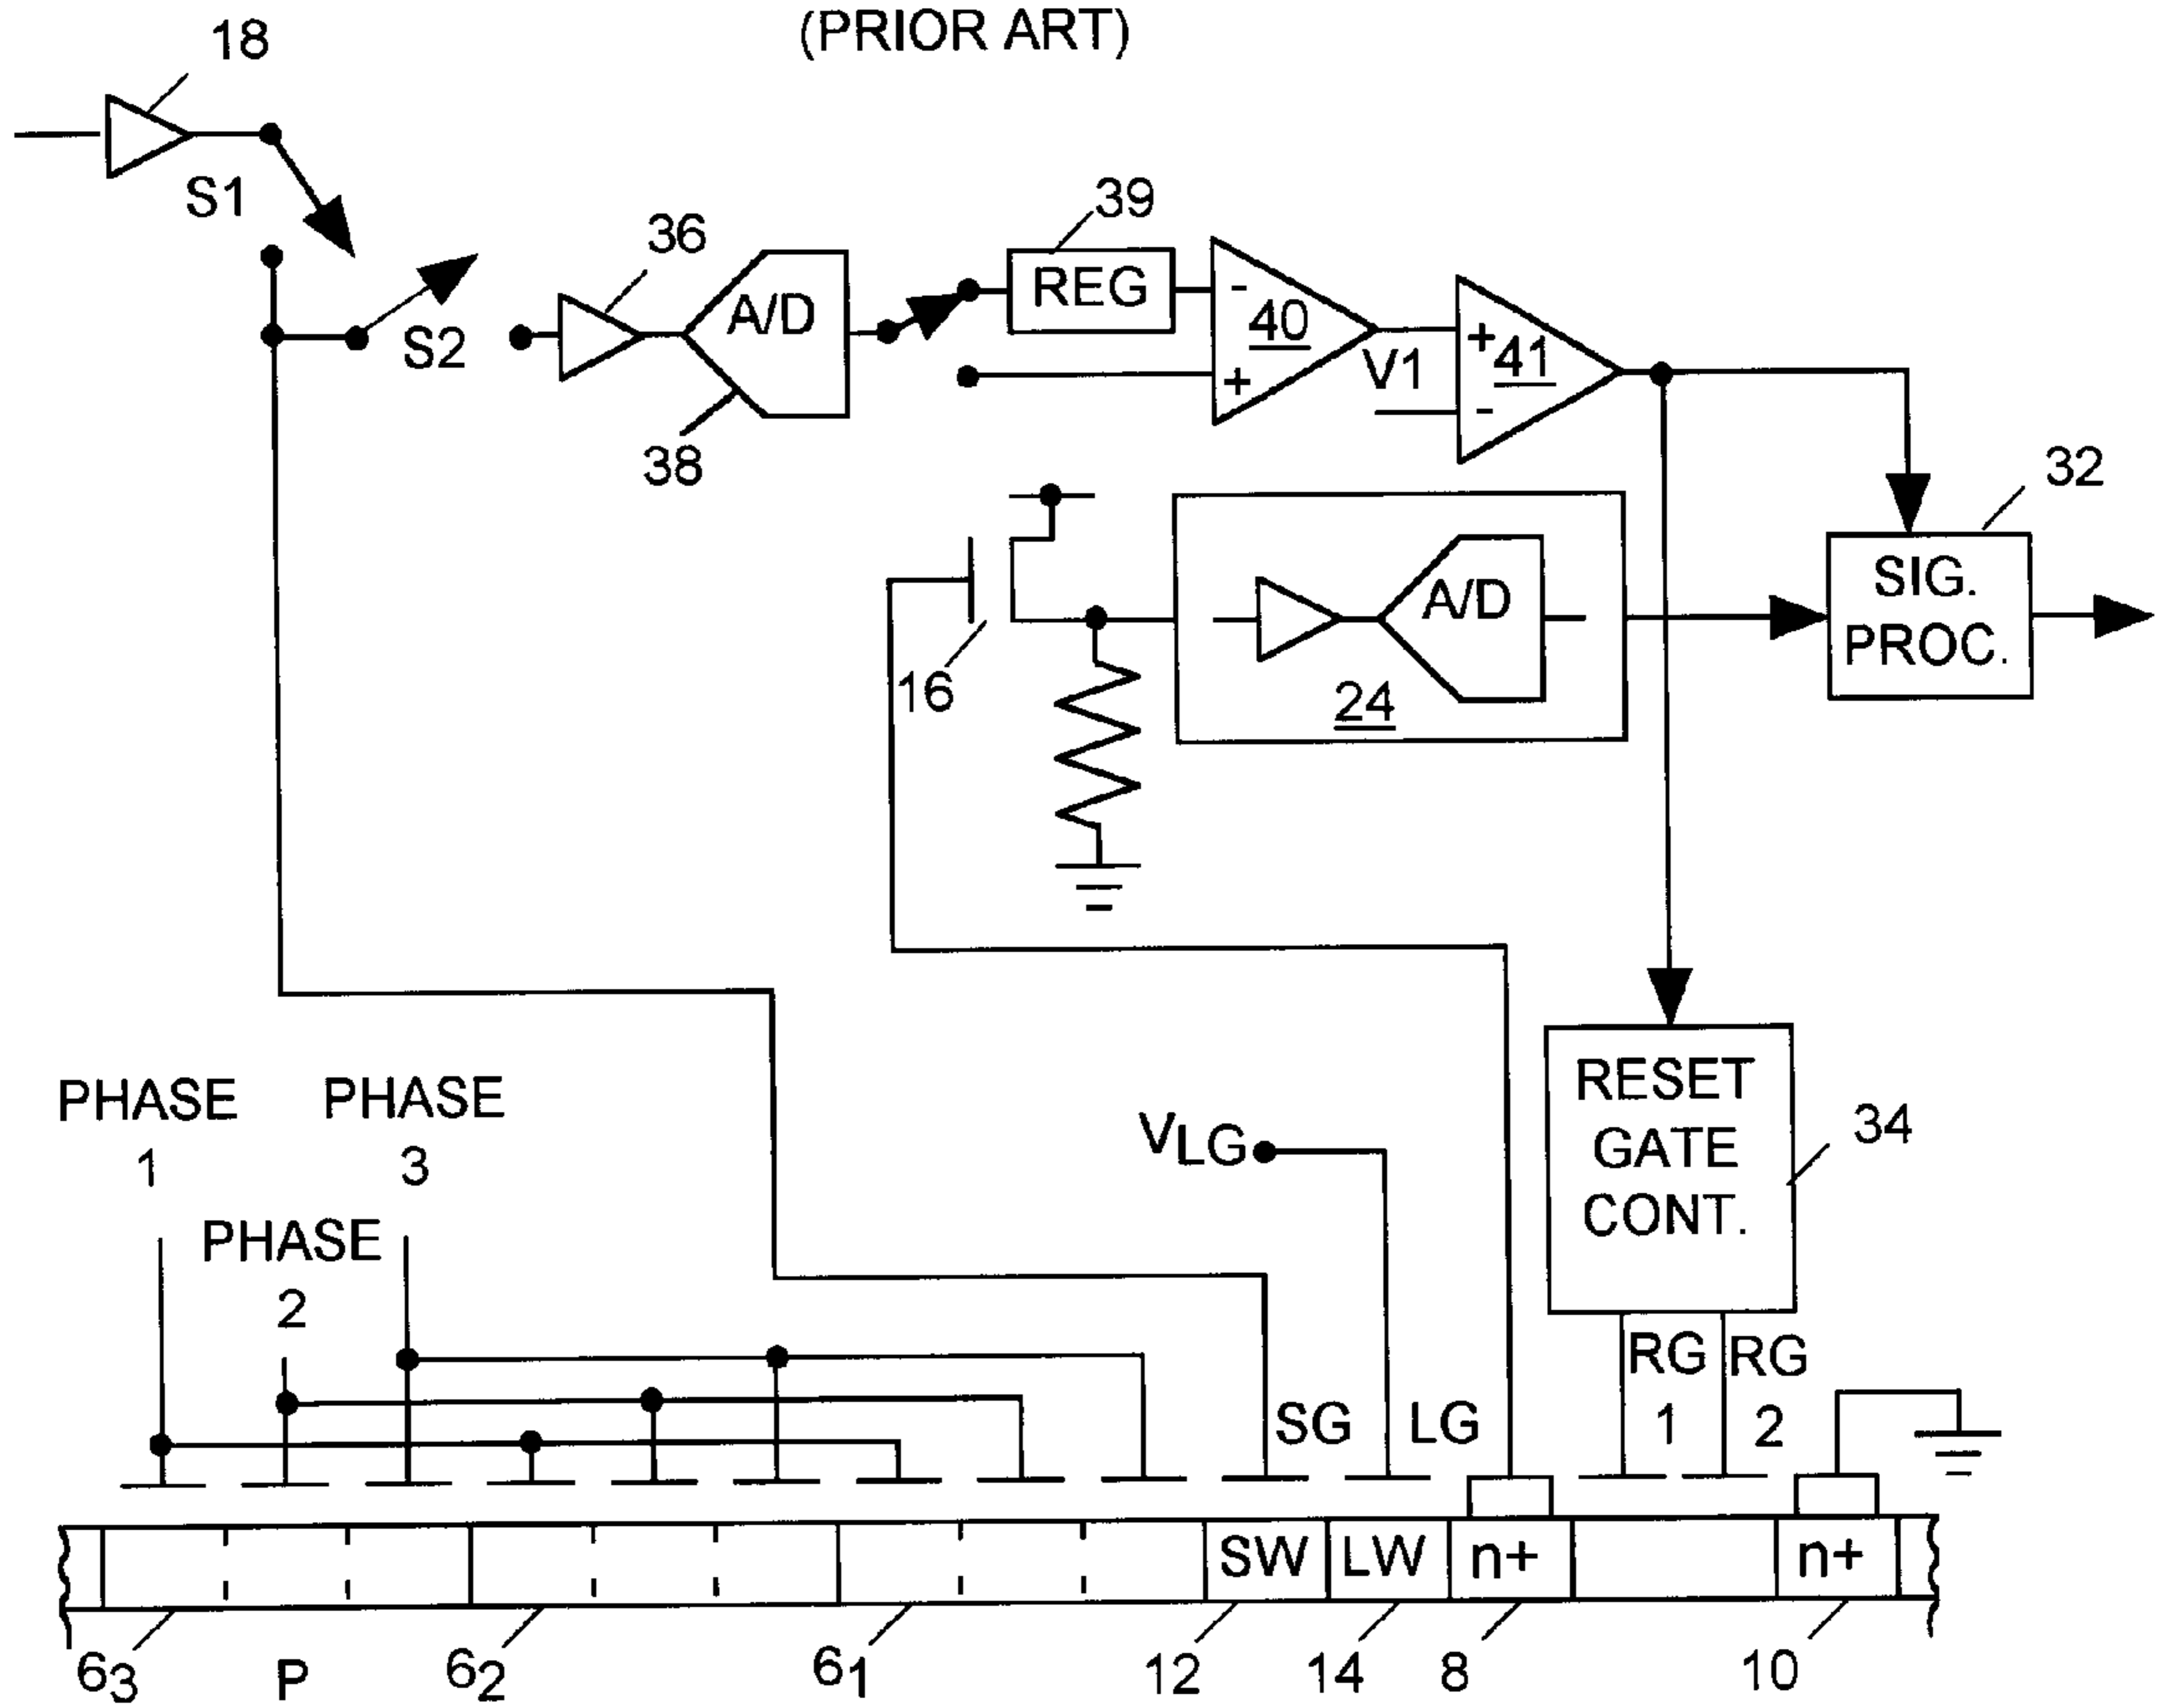 (PRIOR ART)
18
S1
39
36
REG
-
A/D
40
+
S2
V1
+
41
-
38
32
SIG.
PROC.
A/D
16
24
PHASE
1
PHASE
3
PHASE
2
VLG
RESET
GATE
CONT.
34
RG
1
RG
2
SG
LG
SW
LW
n+
n+
63
P
62
61
12
14
8
10